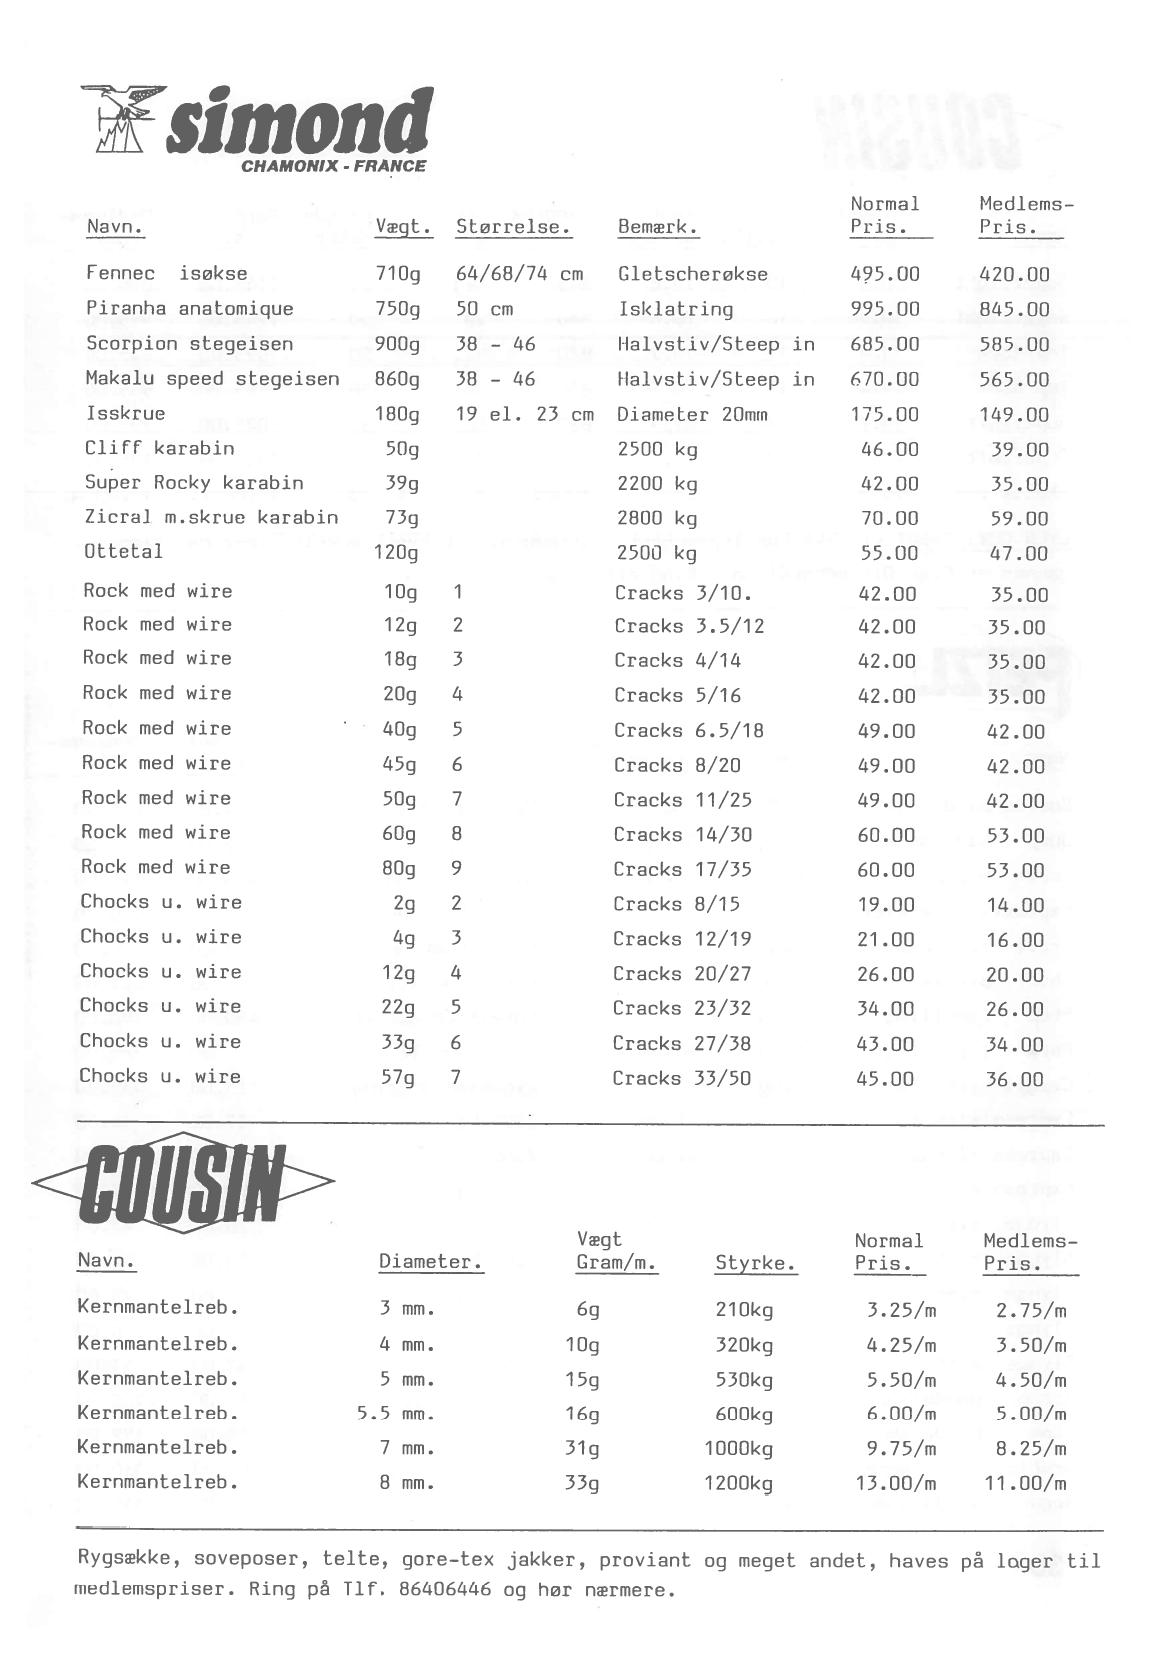 simond
CHAMONIX - FRANCE
Normal Medlems-
Navn. Vægt. Størrelse. Bemærk. Pris. Pris.
Fennec isøkse 710g 64/68/74 cm Gletscherøkse 495.00 420.00
Piranha anatomique 750g 50 cm Isklatring 995.00 845.00
Scorpion stegeisen 900g 38 - 46 Halvstiv/Steep in 685.00 585.00
Makalu speed stegeisen 860g 38 - 46 Halvstiv/Steep in 670.00 565.00
Isskrue 180g 19 el. 23 cm Diameter 20mm 175.00 149.00
Cliff karabin 50g 2500 kg 46.00 39.00
Super Rocky karabin 39g 2200 kg 42.00 35.00
Zicral m.skrue karabin 73g 2800 kg 70.00 59.00
Ottetal 120g 2500 kg 55.00 47.00
Rock med wire 10g 1 Cracks 3/10. 42.00 35.00
Rock med wire 12g 2 Cracks 3.5/12 42.00 35.00
Rock med wire 18g 3 Cracks 4/14 42.00 35.00
Rock med wire 20g 4 Cracks 5/16 42.00 35.00
Rock med wire 40g 5 Cracks 6.5/18 49.00 42.00
Rock med wire 45g 6 Cracks 8/20 49.00 42.00
Rock med wire 50g 7 Cracks 11/25 49.00 42.00
Rock med wire 60g 8 Cracks 14/30 60.00 53.00
Rock med wire 80g 9 Cracks 17/35 60.00 53.00
Chocks u. wire 2g 2 Cracks 8/15 19.00 14.00
Chocks u. wire 4g 3 Cracks 12/19 21.00 16.00
Chocks u. wire 12g 4 Cracks 20/27 26.00 20.00
Chocks u. wire 22g 5 Cracks 23/32 34.00 26.00
Chocks u. wire 33g 6 Cracks 27/38 43.00 34.00
Chocks u. wire 57g 7 Cracks 33/50 45.00 36.00
COUSIN
Vægt Normal Medlems-
Navn. Diameter. Gram/m. Styrke. Pris. Pris.
Kernmantelreb. 3 mm. 6g 210kg 3.25/m 2.75/m
Kernmantelreb. 4 mm. 10g 320kg 4.25/m 3.50/m
Kernmantelreb. 5 mm. 15g 530kg 5.50/m 4.50/m
Kernmantelreb. 5.5 mm. 16g 600kg 6.00/m 5.00/m
Kernmantelreb. 7 mm. 31g 1000kg 9.75/m 8.25/m
Kernmantelreb. 8 mm. 33g 1200kg 13.00/m 11.00/m
Rygsække, soveposer, telte, gore-tex jakker, proviant og meget andet, haves på lager til
medlemspriser. Ring på Tlf. 86406446 og hør nærmere.